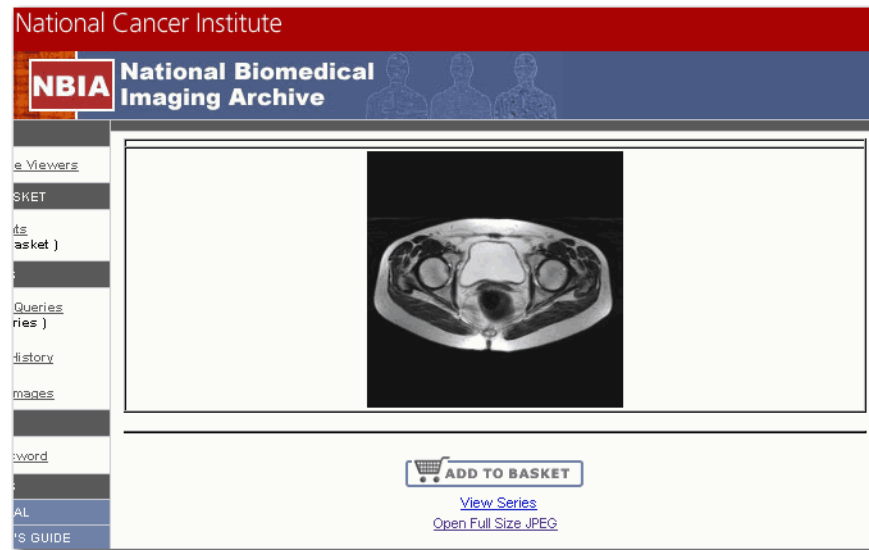 National Cancer Institute
NBIA
National Biomedical
Imaging Archive
e Viewers
SKET
its
asket )
Queries
ries )
History
mages
word
AL
'S GUIDE
ADD TO BASKET
View Series
Open Full Size JPEG